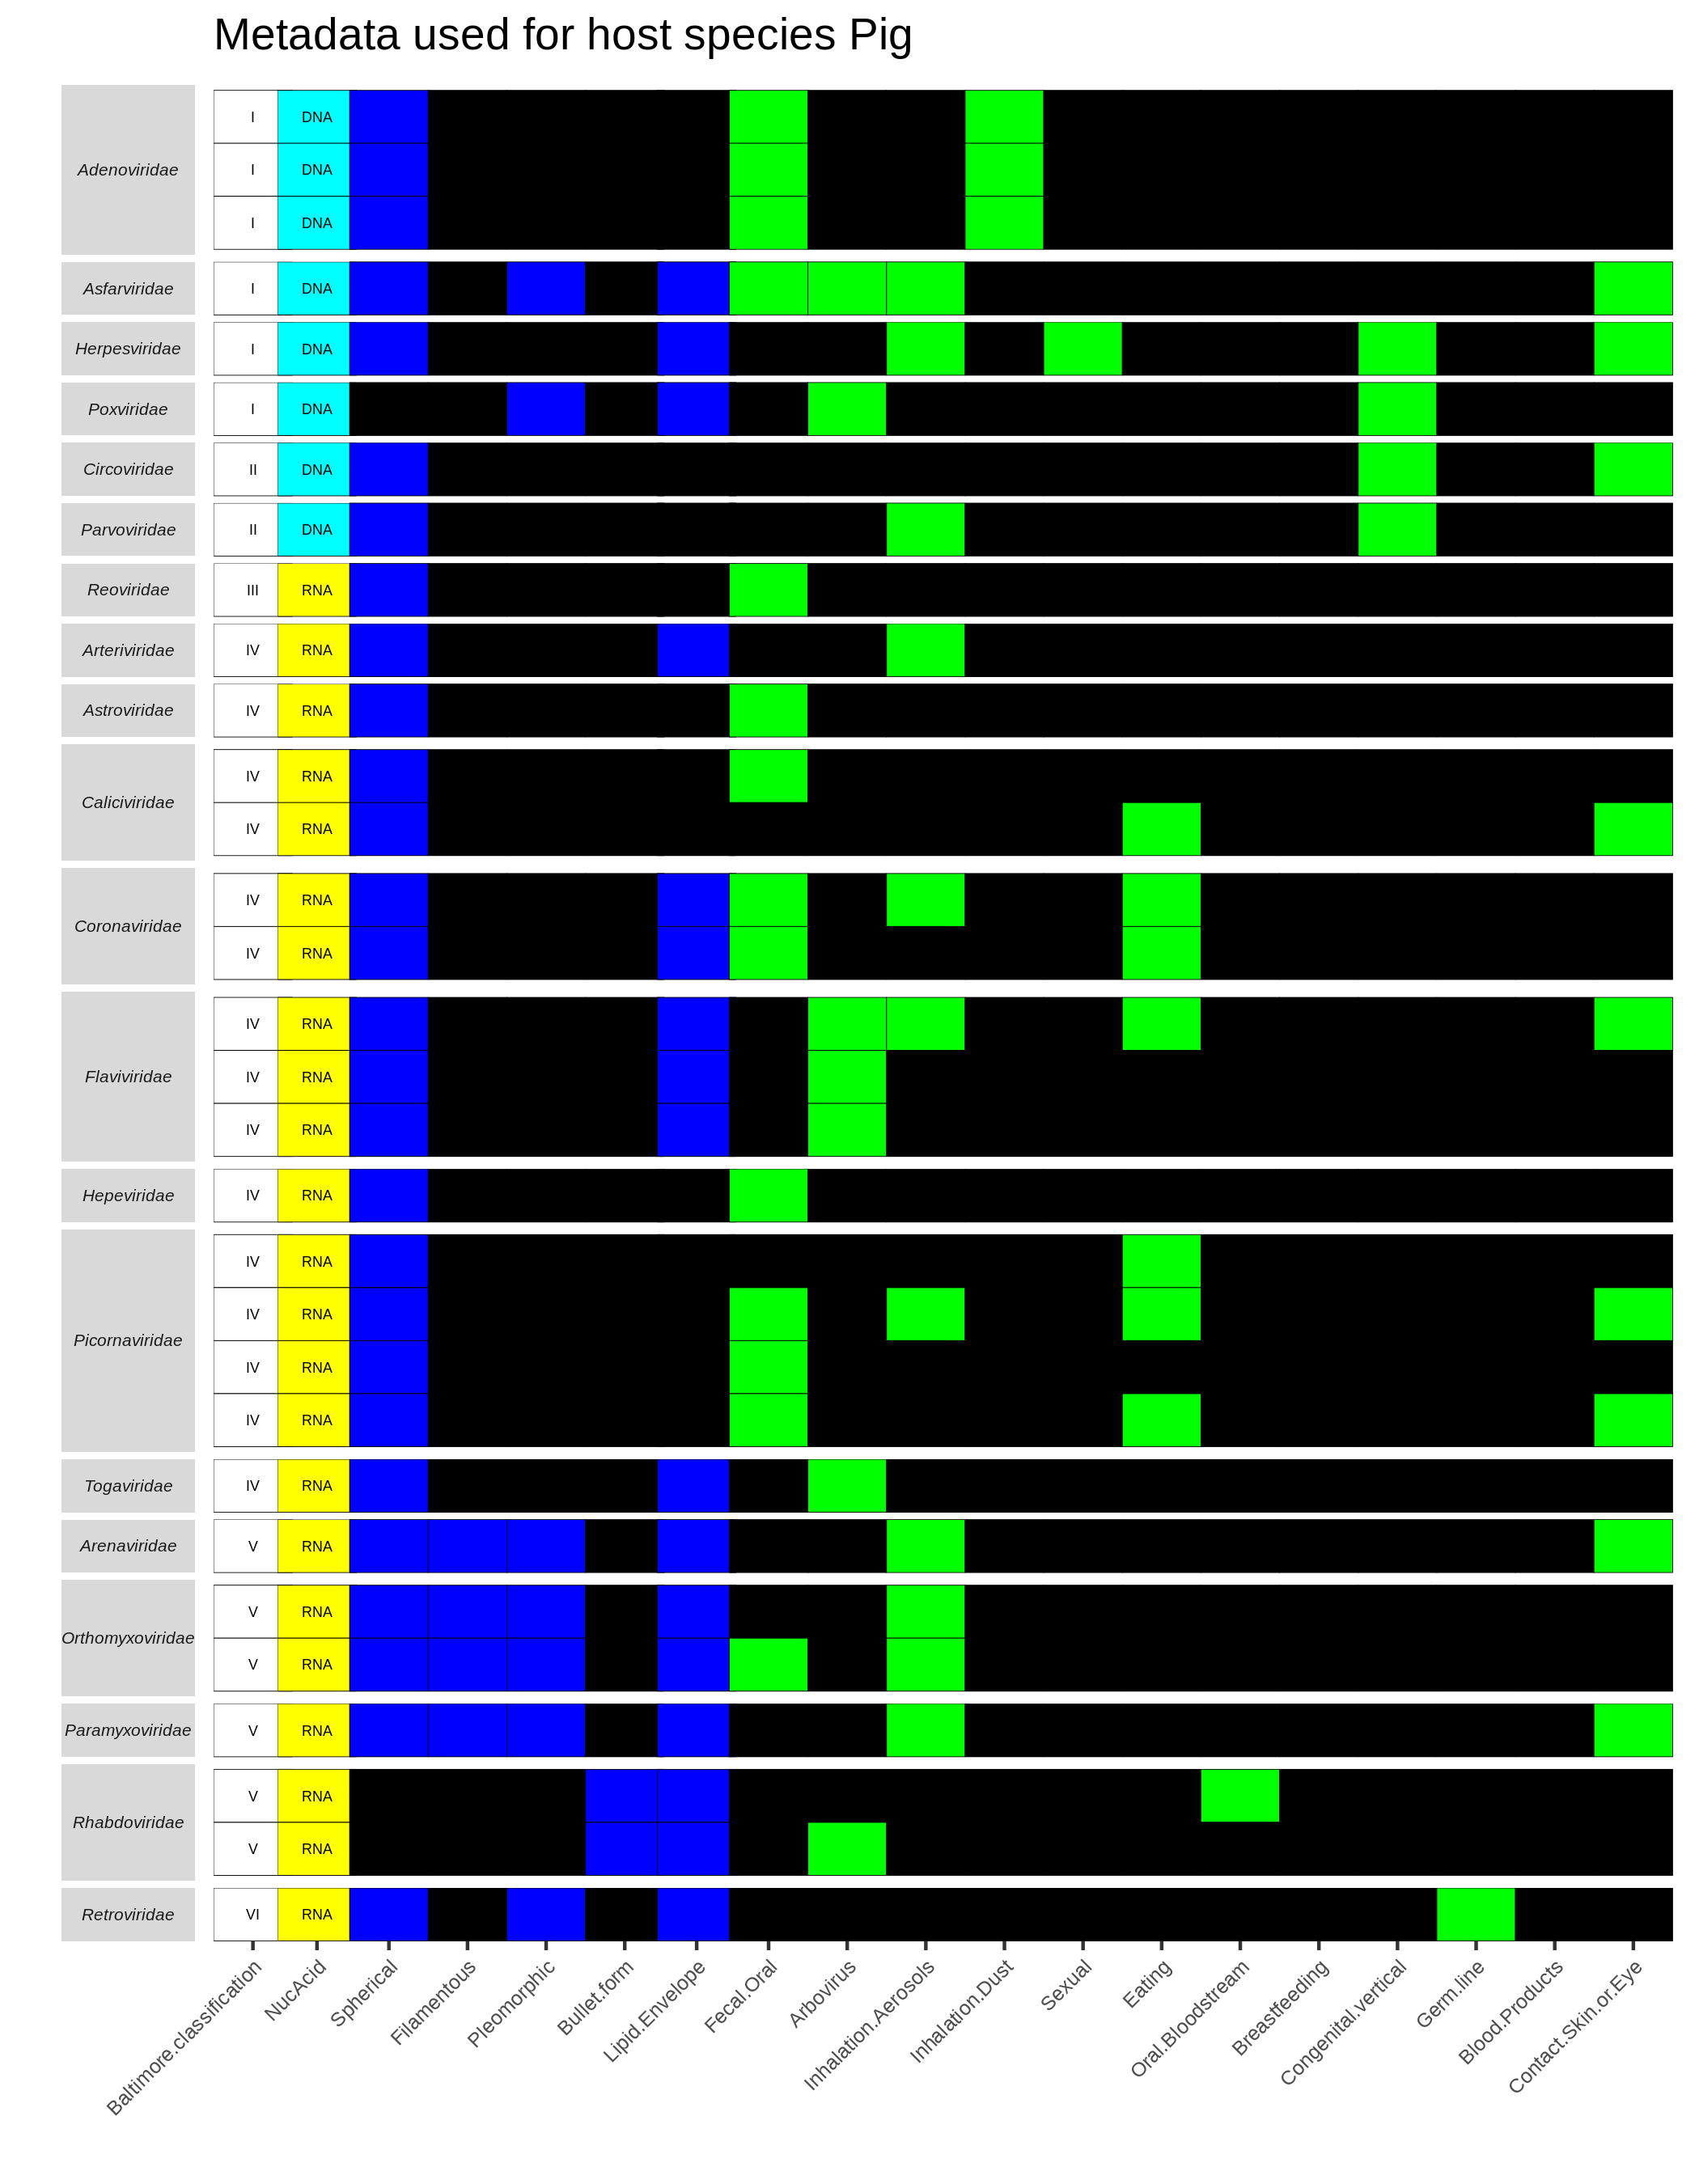 Metadata used for host species Pig
Adenoviridae
I DNA
I DNA
I DNA
Asfarviridae I DNA
Herpesviridae I DNA
Poxviridae I DNA
Circoviridae II DNA
Parvoviridae II DNA
Reoviridae III RNA
Arteriviridae IV RNA
Astroviridae IV RNA
Caliciviridae
IV RNA
IV RNA
Coronaviridae
IV RNA
IV RNA
Flaviviridae
IV RNA
IV RNA
IV RNA
Hepeviridae IV RNA
Picornaviridae
IV RNA
IV RNA
IV RNA
IV RNA
Togaviridae IV RNA
Arenaviridae V RNA
Orthomyxoviridae
V RNA
V RNA
Paramyxoviridae V RNA
Rhabdoviridae
V RNA
V RNA
Retroviridae VI RNA
Baltimore.classification
NucAcid
Spherical
Filamentous
Pleomorphic
Bullet.form
Lipid.Envelope
Fecal.Oral
Arbovirus
Inhalation.Aerosols
Inhalation.Dust
Sexual
Eating
Oral.Bloodstream
Breastfeeding
Congenital.vertical
Germ.line
Blood.Products
Contact.Skin.or.Eye